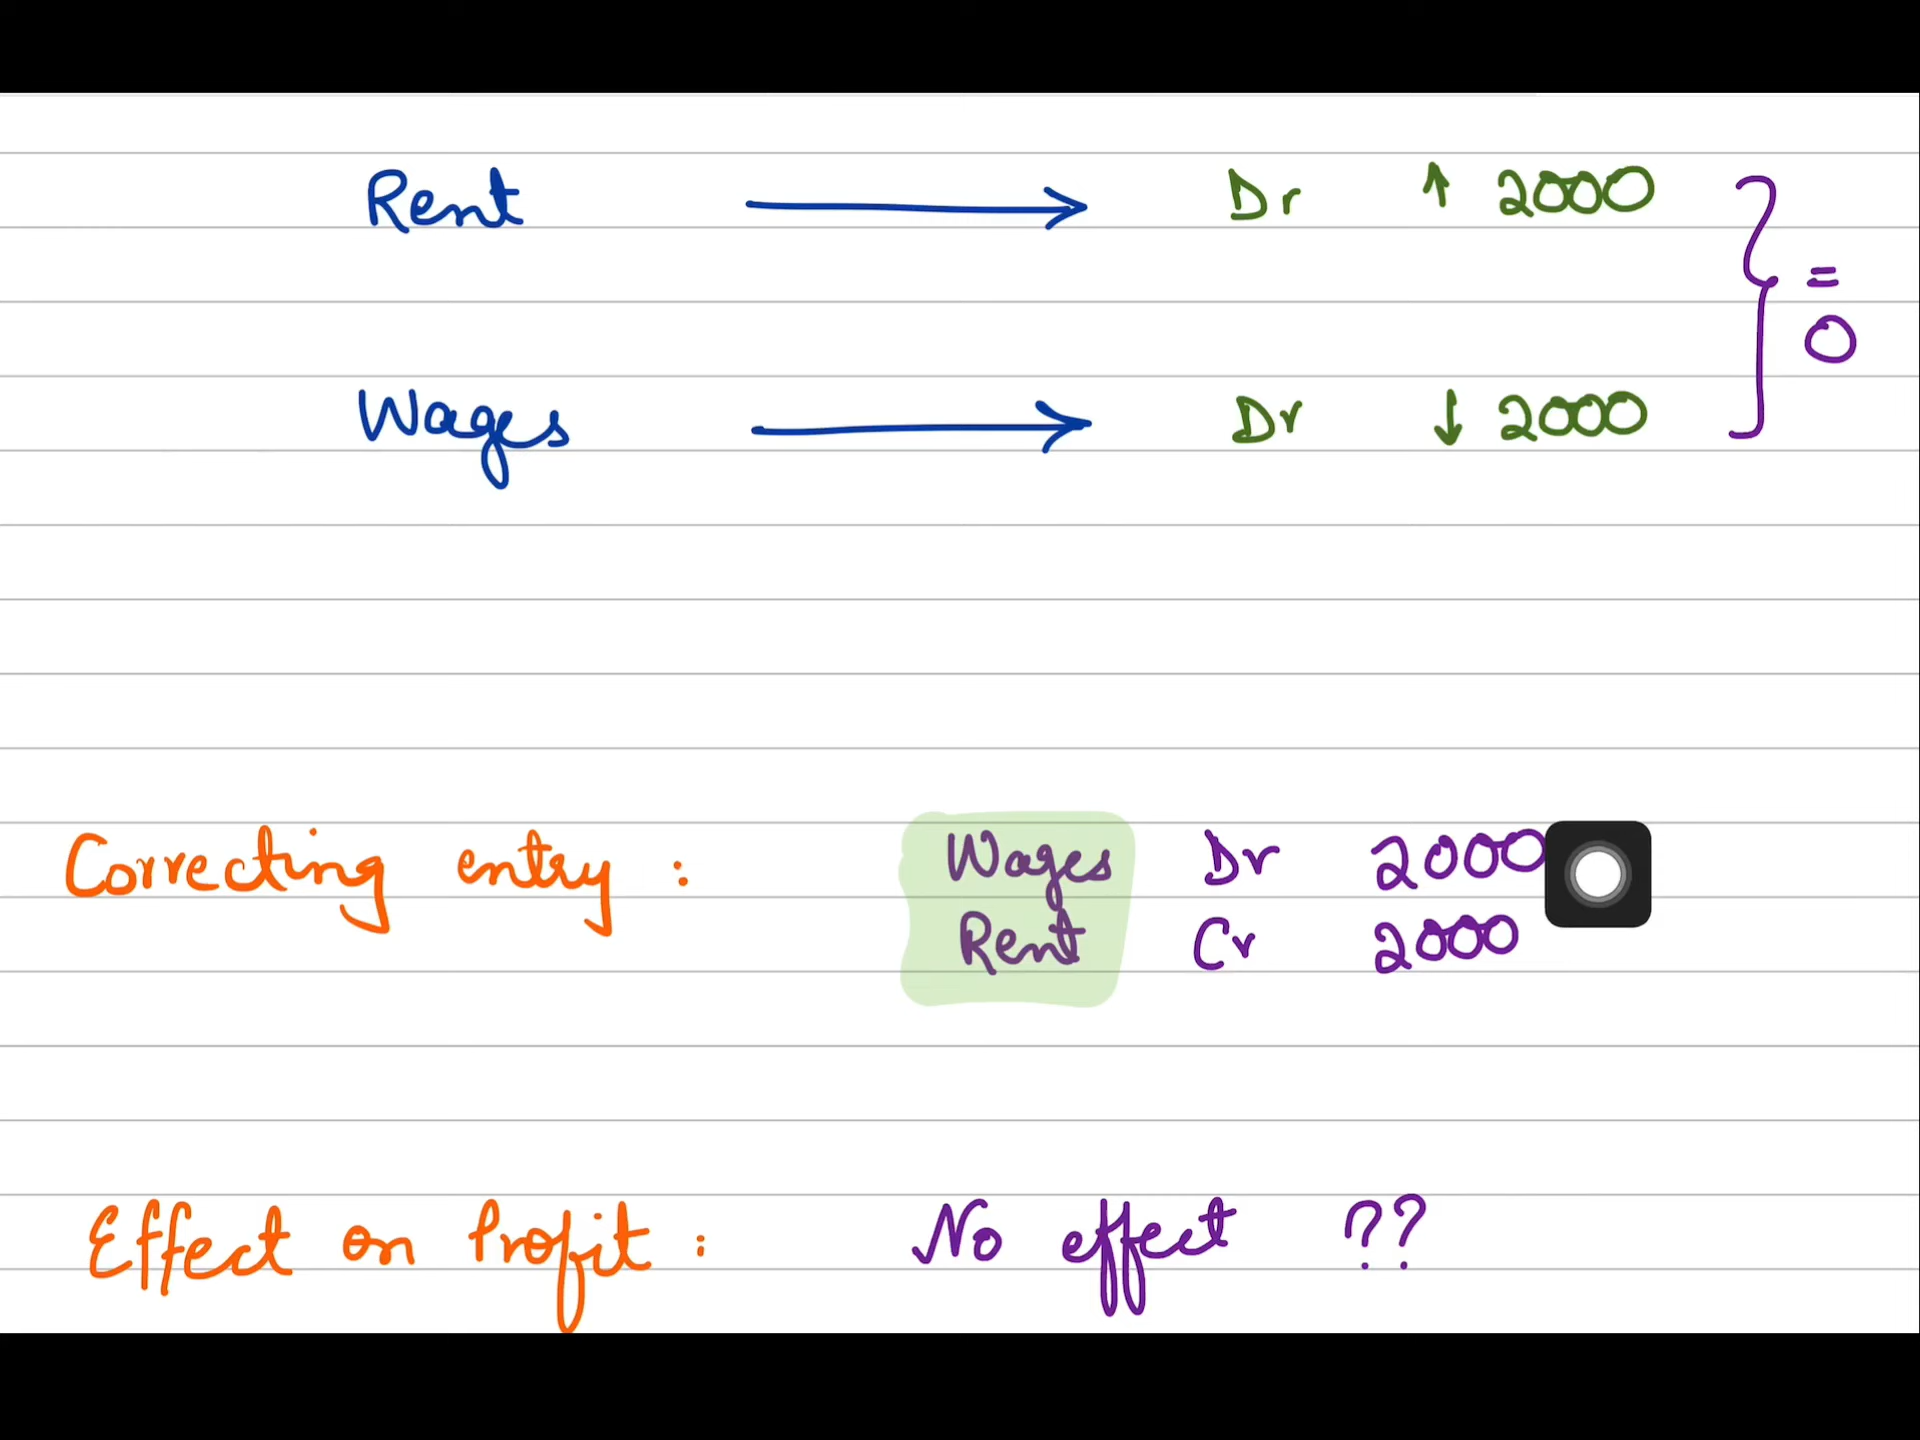 Rent → Dr ↑ 2000
= 0
Wages → Dr ↓ 2000
Correcting entry : Wages Dr 2000
Rent Cr 2000
Effect on Profit : No effect ??